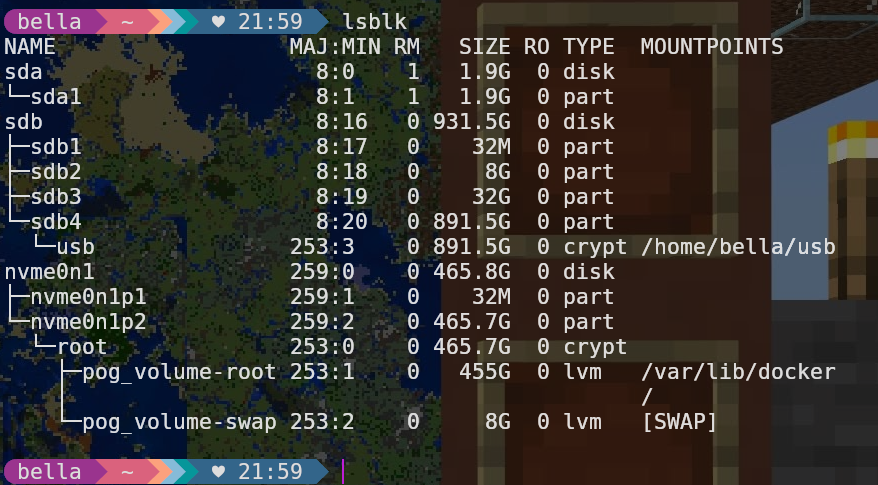 bella ~ ♥ 21:59 lsblk
NAME MAJ:MIN RM SIZE RO TYPE MOUNTPOINTS
sda 8:0 1 1.9G 0 disk
└─sda1 8:1 1 1.9G 0 part
sdb 8:16 0 931.5G 0 disk
├─sdb1 8:17 0 32M 0 part
├─sdb2 8:18 0 8G 0 part
├─sdb3 8:19 0 32G 0 part
└─sdb4 8:20 0 891.5G 0 part
└─usb 253:3 0 891.5G 0 crypt /home/bella/usb
nvme0n1 259:0 0 465.8G 0 disk
├─nvme0n1p1 259:1 0 32M 0 part
└─nvme0n1p2 259:2 0 465.7G 0 part
└─root 253:0 0 465.7G 0 crypt
├─pog_volume-root 253:1 0 455G 0 lvm /var/lib/docker
│ /
└─pog_volume-swap 253:2 0 8G 0 lvm [SWAP]
bella ~ ♥ 21:59